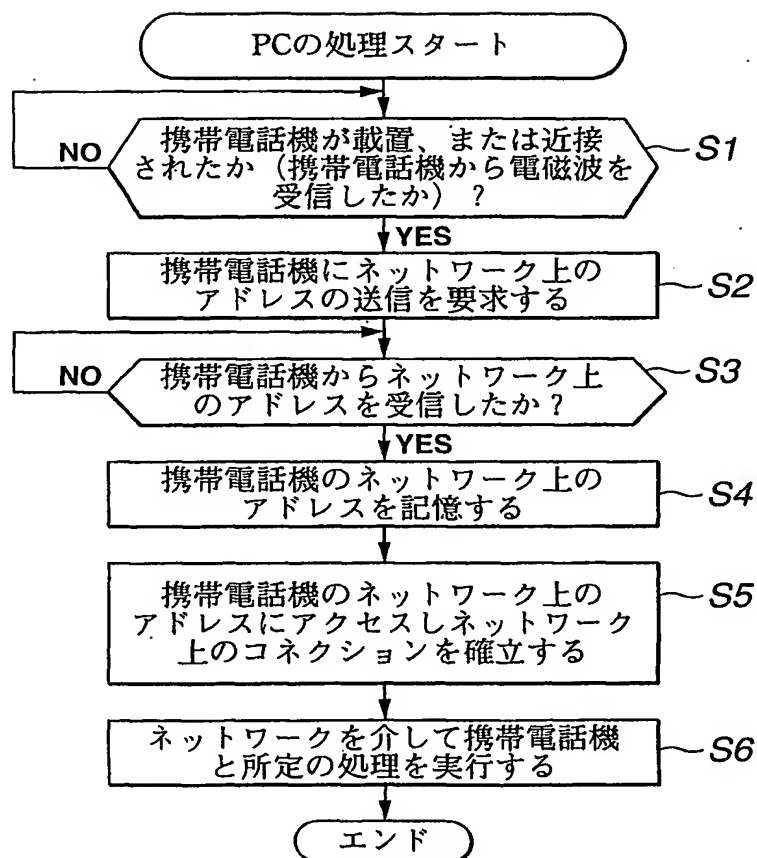 PCの処理スタート
携帯電話機が載置、または近接
されたか（携帯電話機から電磁波を
受信したか）？
S1
NO
YES
携帯電話機にネットワーク上の
アドレスの送信を要求する
S2
携帯電話機からネットワーク上
のアドレスを受信したか？
S3
NO
YES
携帯電話機のネットワーク上の
アドレスを記憶する
S4
携帯電話機のネットワーク上の
アドレスにアクセスしネットワーク
上のコネクションを確立する
S5
ネットワークを介して携帯電話機
と所定の処理を実行する
S6
エンド